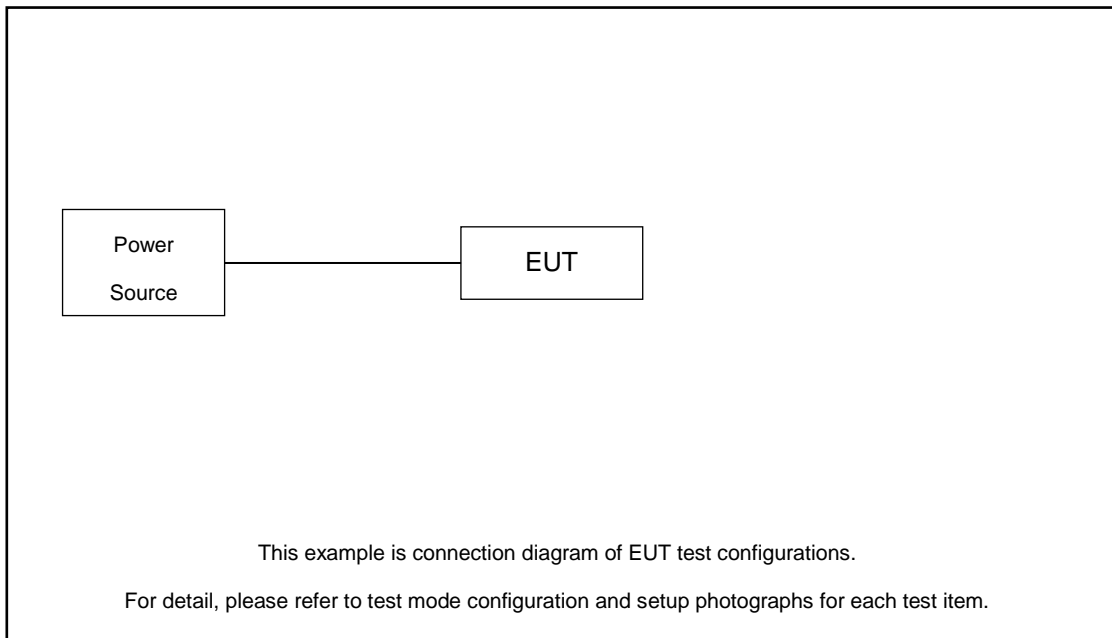 Power
Source
EUT
This example is connection diagram of EUT test configurations.
For detail, please refer to test mode configuration and setup photographs for each test item.